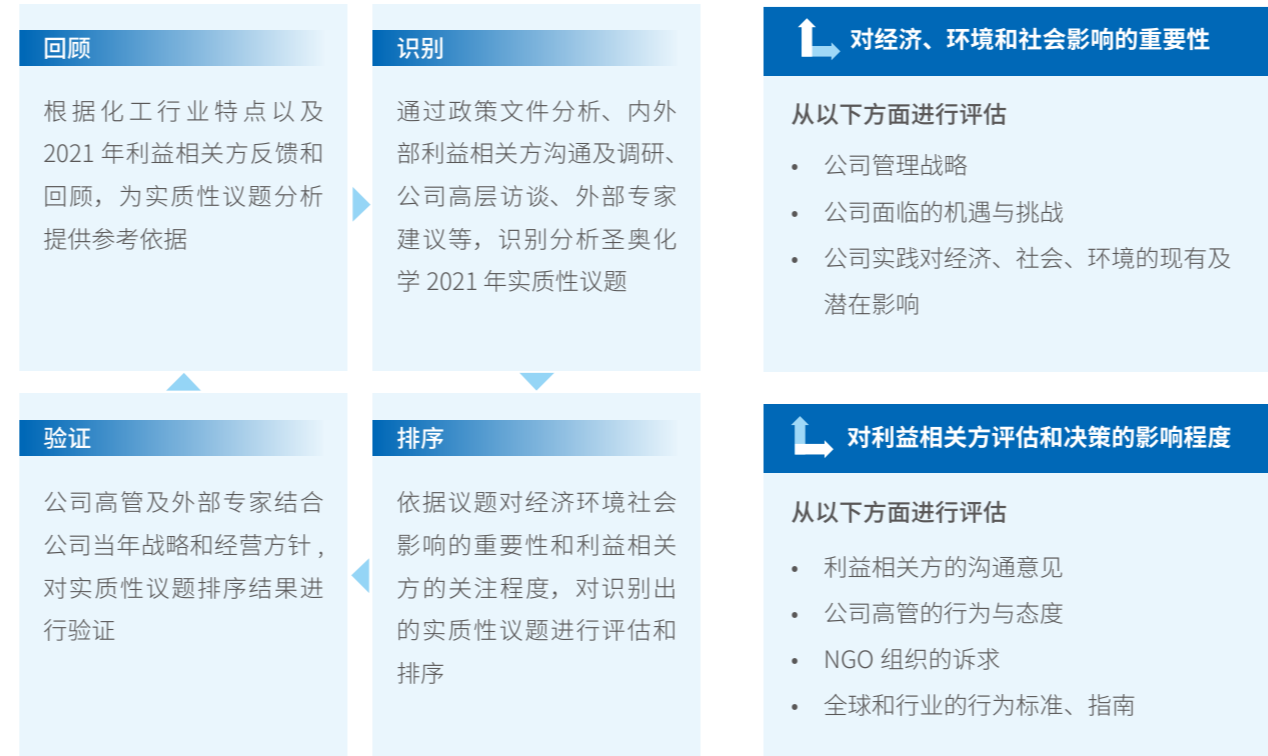 回顾
根据化工行业特点以及
2021 年利益相关方反馈和
回顾，为实质性议题分析
提供参考依据
识别
通过政策文件分析、内外
部利益相关方沟通及调研、
公司高层访谈、外部专家
建议等，识别分析圣奥化
学 2021 年实质性议题
验证
公司高管及外部专家结合
公司当年战略和经营方针，
对实质性议题排序结果进
行验证
排序
依据议题对经济环境社会
影响的重要性和利益相关
方的关注程度，对识别出
的实质性议题进行评估和
排序
对经济、环境和社会影响的重要性
从以下方面进行评估
• 公司管理战略
• 公司面临的机遇与挑战
• 公司实践对经济、社会、环境的现有及
潜在影响
对利益相关方评估和决策的影响程度
从以下方面进行评估
• 利益相关方的沟通意见
• 公司高管的行为与态度
• NGO 组织的诉求
• 全球和行业的行为标准、指南